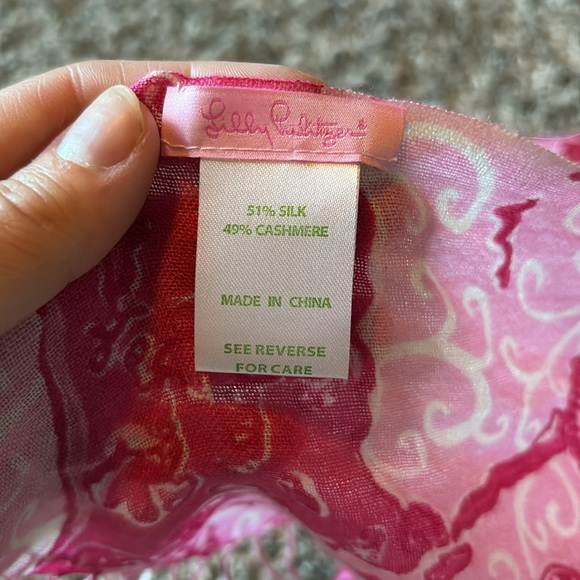 Lilly Pulitzer®
51% SILK
49% CASHMERE
MADE IN CHINA
SEE REVERSE
FOR CARE